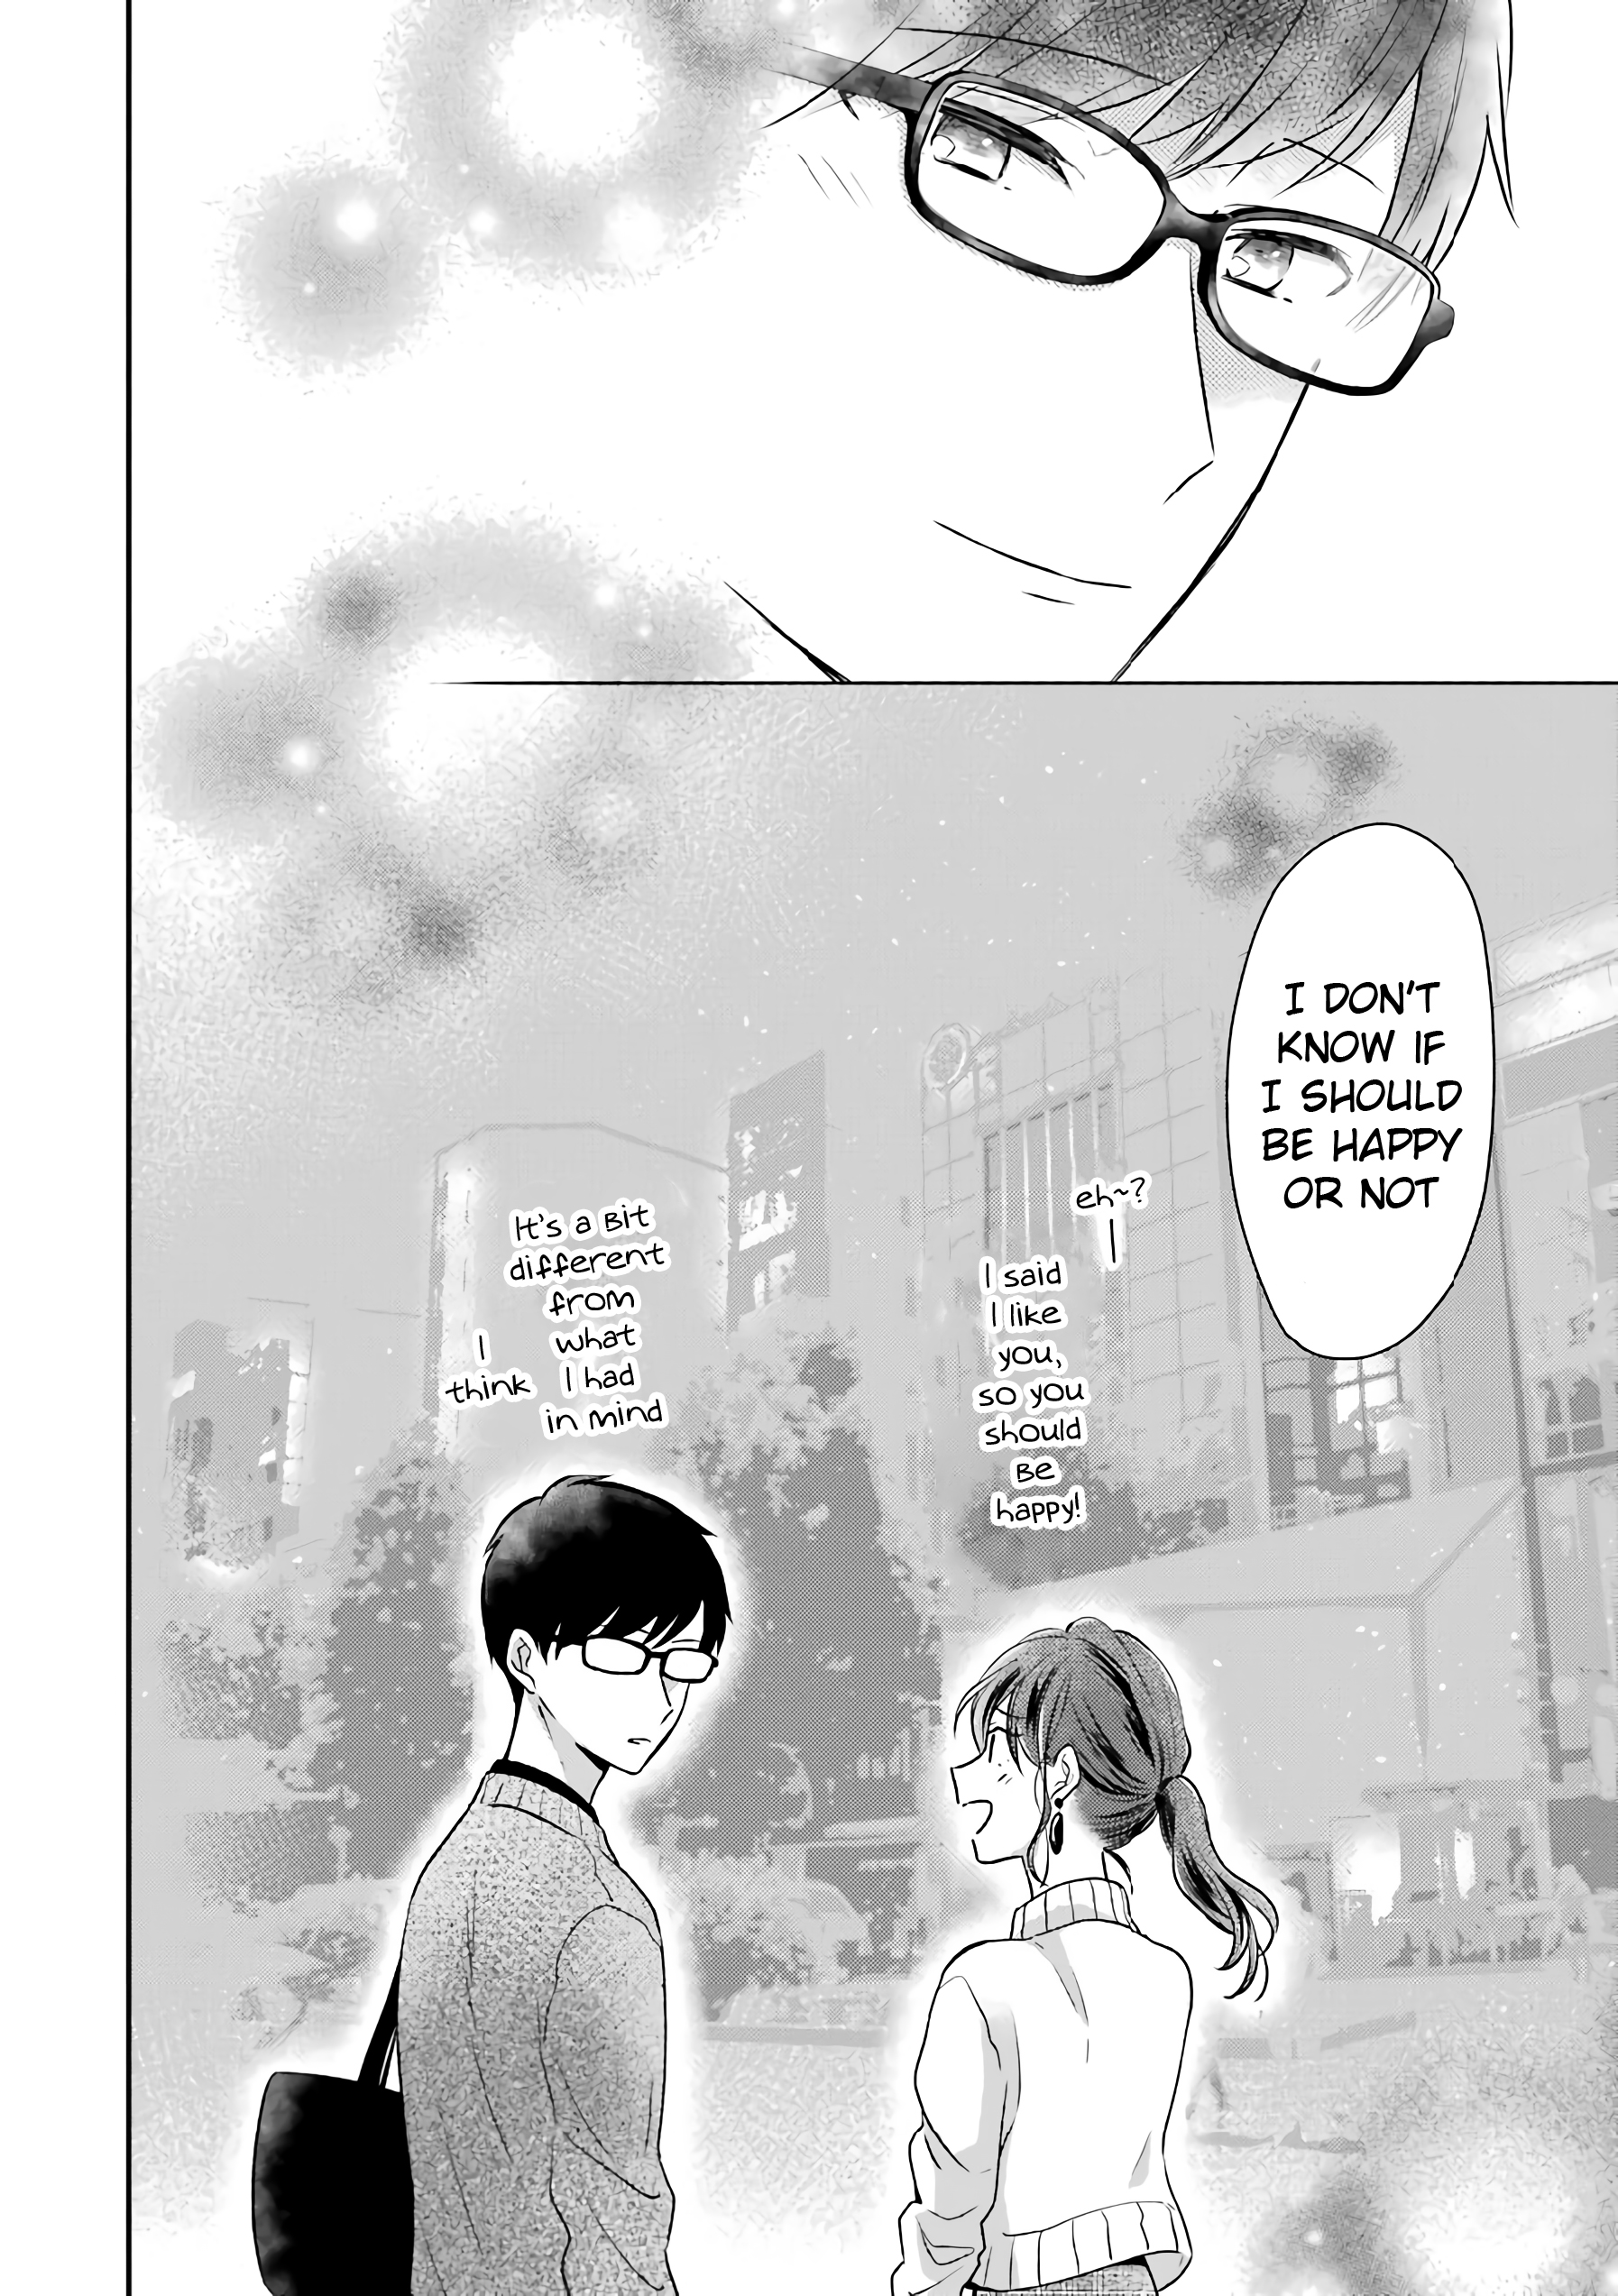 I DON'T
KNOW IF
I SHOULD
BE HAPPY
OR NOT
eh~?
I said
I like
you,
so you
should
Be
happy!
It's a Bit
different
from
what
I had
in mind
I
think